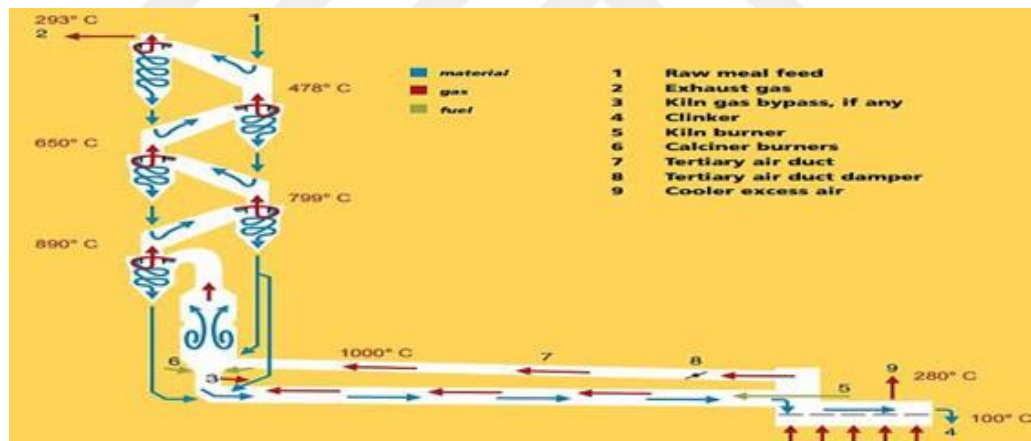 293° C
2
1
478° C
650° C
799° C
890° C
material
gas
fuel
1 Raw meal feed
2 Exhaust gas
3 Kiln gas bypass, if any
4 Clinker
5 Kiln burner
6 Calciner burners
7 Tertiary air duct
8 Tertiary air duct damper
9 Cooler excess air
6
3
1000° C
7
8
5
9
280° C
100° C
4